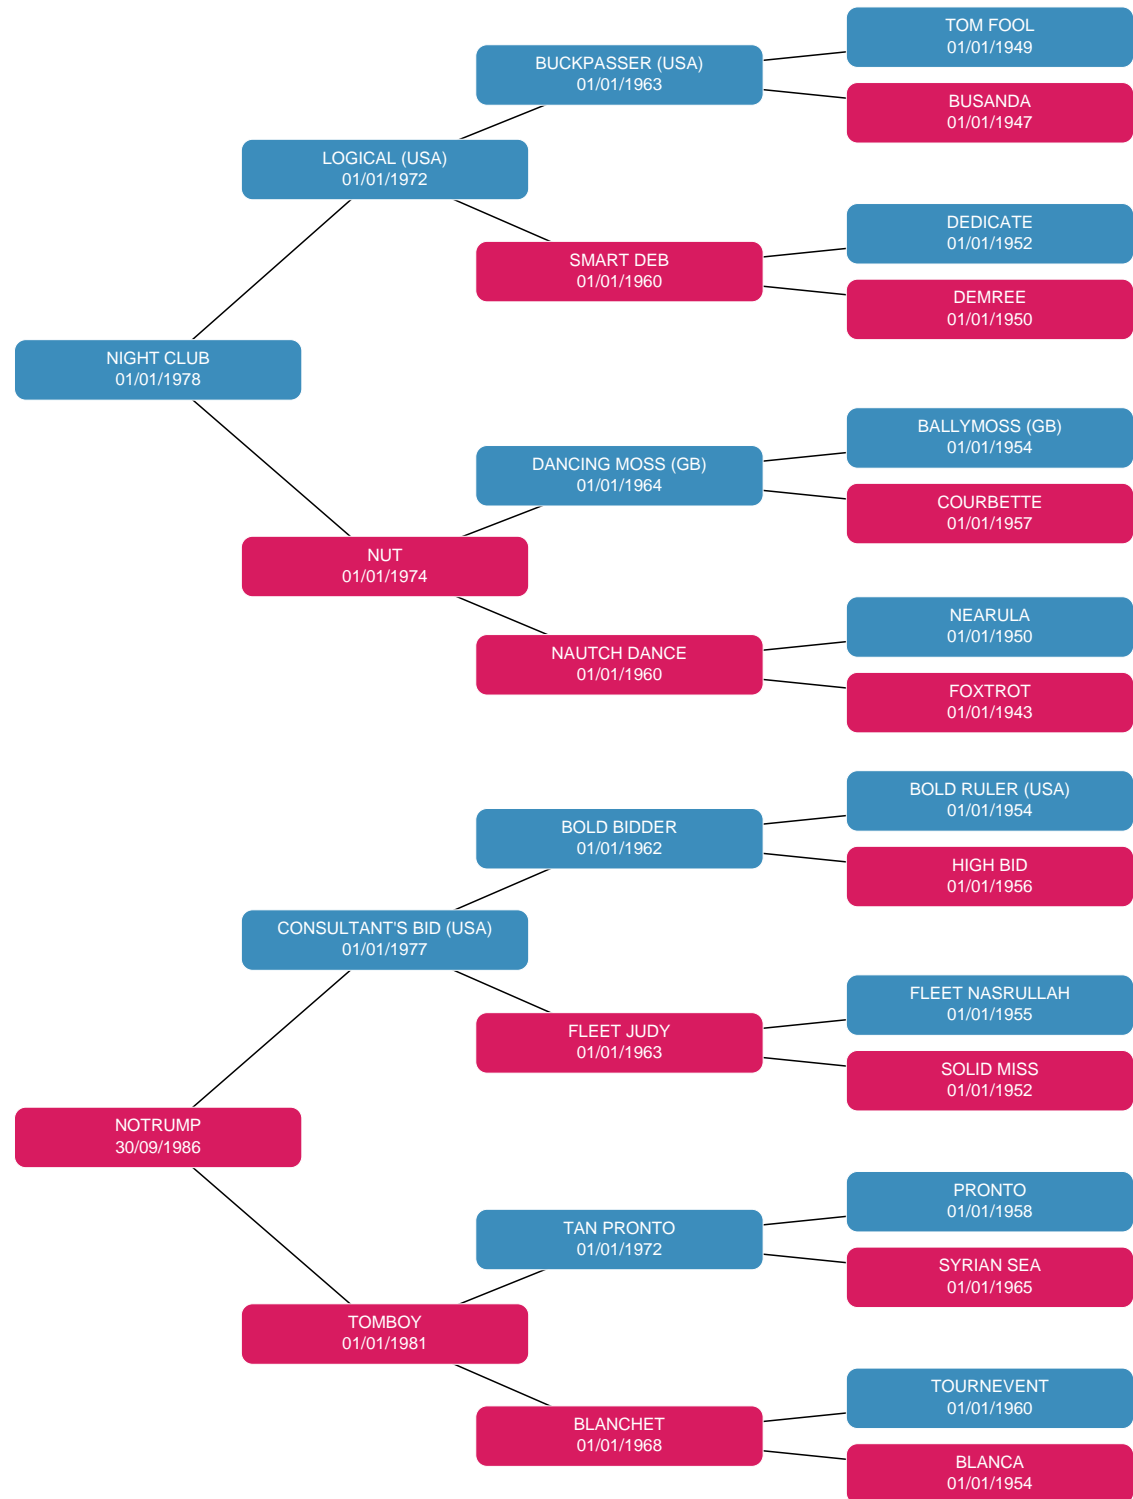 TOM FOOL
01/01/1949
BUCKPASSER (USA)
01/01/1963
BUSANDA
01/01/1947
LOGICAL (USA)
01/01/1972
DEDICATE
01/01/1952
SMART DEB
01/01/1960
DEMREE
01/01/1950
NIGHT CLUB
01/01/1978
BALLYMOSS (GB)
01/01/1954
DANCING MOSS (GB)
01/01/1964
COURBETTE
01/01/1957
NUT
01/01/1974
NEARULA
01/01/1950
NAUTCH DANCE
01/01/1960
FOXTROT
01/01/1943
BOLD RULER (USA)
01/01/1954
BOLD BIDDER
01/01/1962
HIGH BID
01/01/1956
CONSULTANT'S BID (USA)
01/01/1977
FLEET NASRULLAH
01/01/1955
FLEET JUDY
01/01/1963
SOLID MISS
01/01/1952
NOTRUMP
30/09/1986
PRONTO
01/01/1958
TAN PRONTO
01/01/1972
SYRIAN SEA
01/01/1965
TOMBOY
01/01/1981
TOURNEVENT
01/01/1960
BLANCHET
01/01/1968
BLANCA
01/01/1954